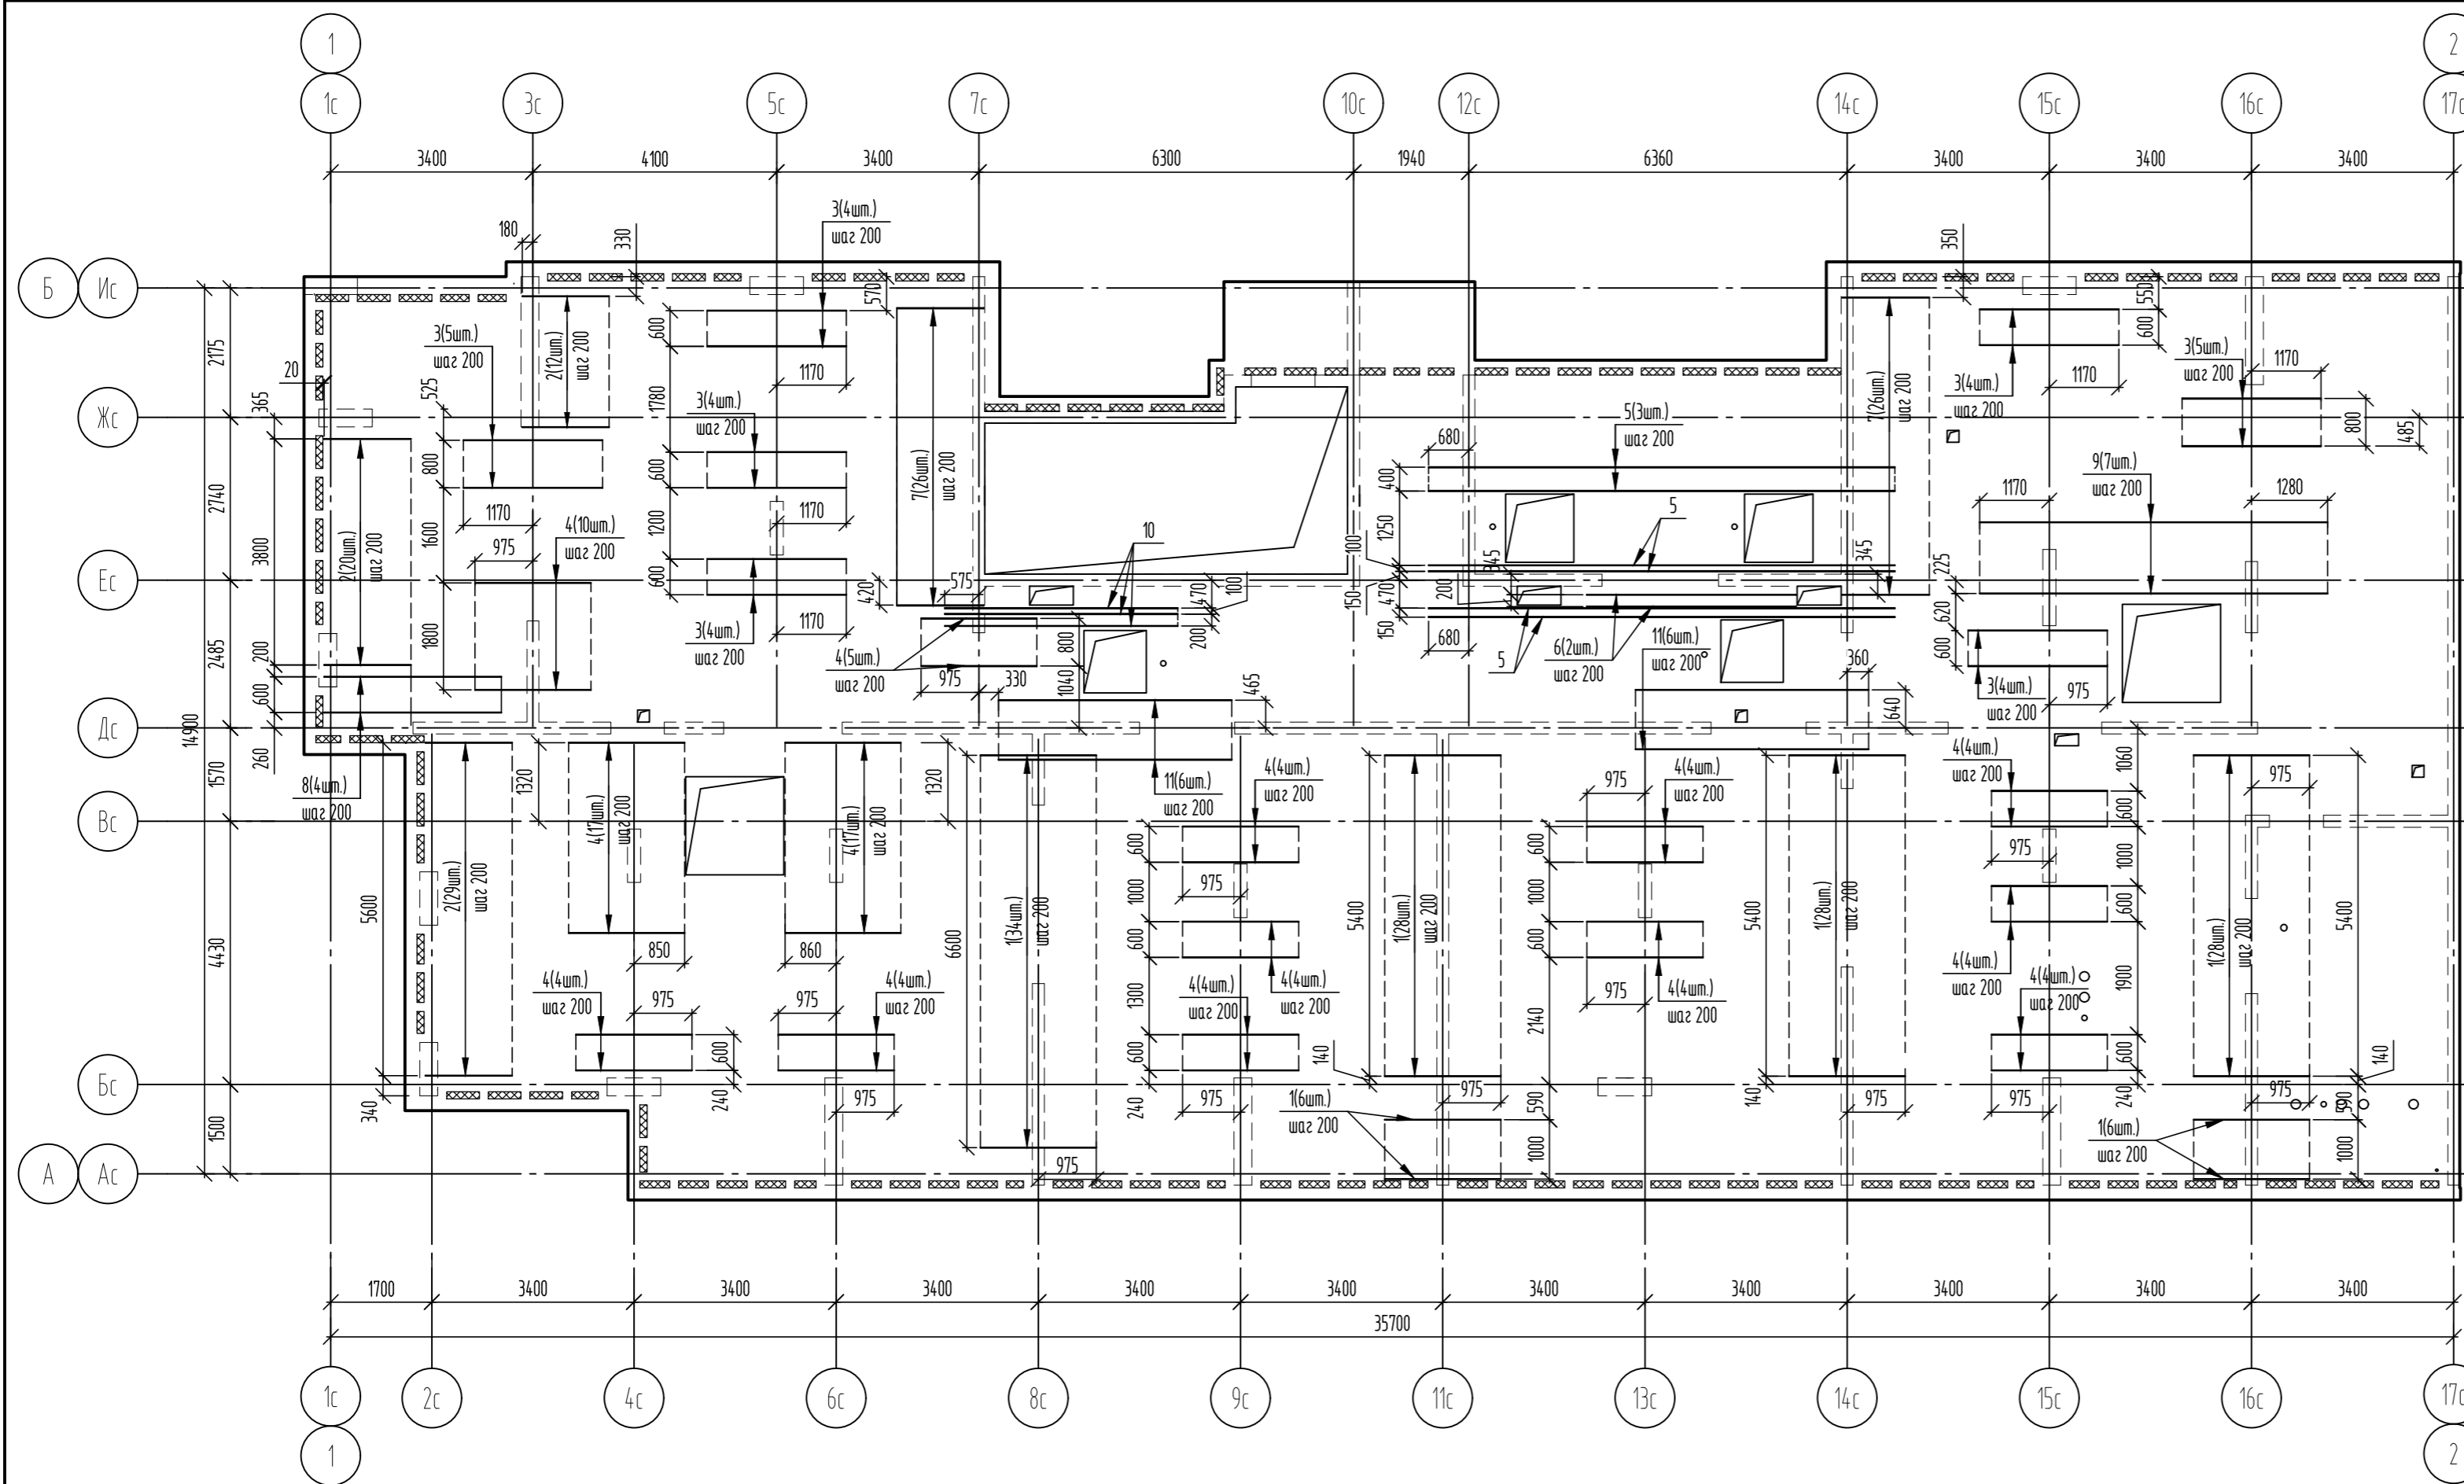 1
2
1с
3с
5с
7с
10с
12с
14с
15с
16с
17с
3400
4100
3400
6300
1940
6360
3400
3400
3400
180
330
3(4шт.)
шаг 200
350
Б
Ис
570
550
600
600
2175
3(5шт.)
шаг 200
2(12шт.)
шаг 200
3(5шт.)
шаг 200
1170
20
525
1170
1170
3(4шт.)
шаг 200
365
1780
3(4шт.)
шаг 200
7(26шт.)
шаг 200
5(3шт.)
шаг 200
Жс
680
800
485
800
7(26шт.)
шаг 200
9(7шт.)
шаг 200
400
2740
1170
1170
1170
1280
1600
4(10шт.)
шаг 200
1200
10
1250
5
3800
2(20шт.)
шаг 200
975
100
345
345
225
Ес
600
420
575
470
100
150
470
200
620
1800
3(4шт.)
шаг 200
1170
800
200
150
680
2485
200
4(5шт.)
шаг 200
975
330
1040
465
5
6(2шт.)
шаг 200
11(6шт.)
шаг 200
360
600
3(4шт.)
шаг 200
975
600
640
Дс
14900
260
1570
8(4шт.)
шаг 200
1320
1320
11(6шт.)
шаг 200
4(4шт.)
шаг 200
975
4(4шт.)
шаг 200
4(4шт.)
шаг 200
1060
975
Вс
4(17шт.)
шаг 200
4(17шт.)
шаг 200
600
600
600
2(29шт.)
шаг 200
5600
1000
975
1000
975
1000
4430
850
860
6600
1(34шт.)
шаг 200
600
5400
1(28шт.)
шаг 200
600
5400
1(28шт.)
шаг 200
600
1(28шт.)
шаг 200
5400
4(4шт.)
шаг 200
975
975
4(4шт.)
шаг 200
1300
4(4шт.)
шаг 200
4(4шт.)
шаг 200
975
4(4шт.)
шаг 200
4(4шт.)
шаг 200
4(4шт.)
шаг 200
1900
2140
600
600
140
600
140
Бс
340
240
975
240
975
1(6шт.)
шаг 200
975
590
140
975
975
240
975
590
1500
1(6шт.)
шаг 200
А
Ас
975
1000
1000
1700
3400
3400
3400
3400
3400
3400
3400
3400
3400
3400
35700
1с
2с
4с
6с
8с
9с
11с
13с
14с
15с
16с
17с
1
2